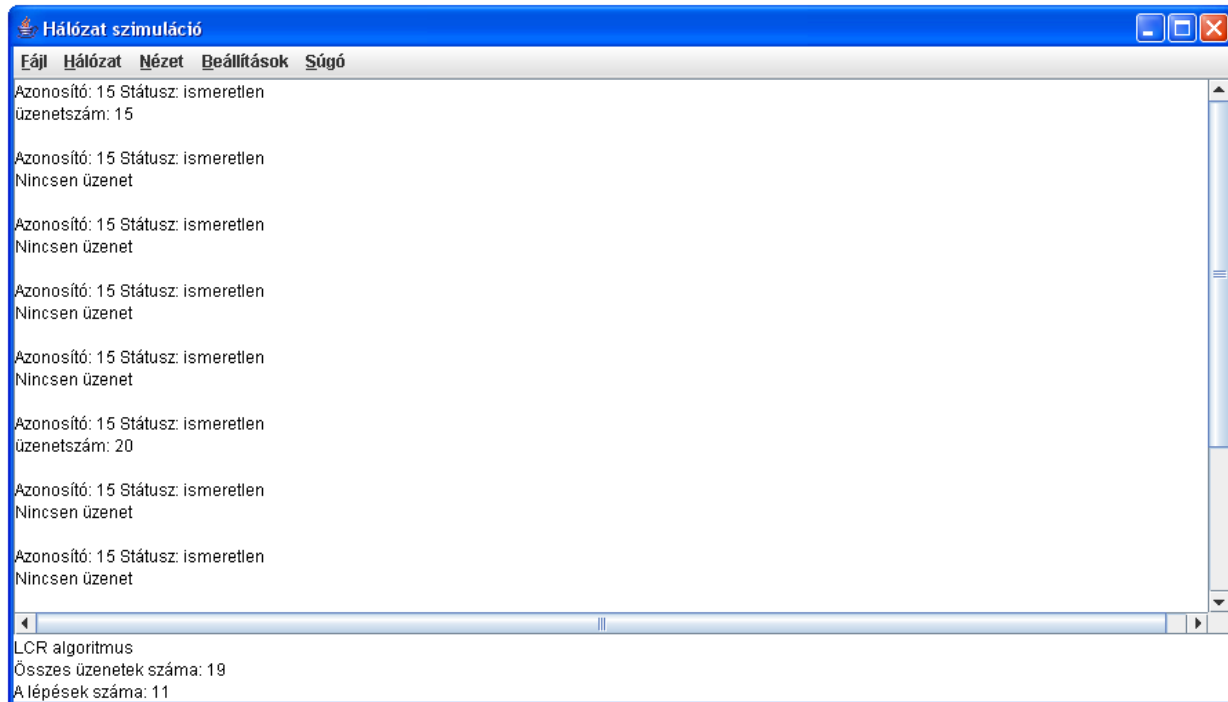 Hálózat szimuláció
Fájl Hálózat Nézet Beállítások Súgó
Azonosító: 15 Státusz: ismeretlen
üzenetszám: 15
Azonosító: 15 Státusz: ismeretlen
Nincsen üzenet
Azonosító: 15 Státusz: ismeretlen
Nincsen üzenet
Azonosító: 15 Státusz: ismeretlen
Nincsen üzenet
Azonosító: 15 Státusz: ismeretlen
Nincsen üzenet
Azonosító: 15 Státusz: ismeretlen
üzenetszám: 20
Azonosító: 15 Státusz: ismeretlen
Nincsen üzenet
Azonosító: 15 Státusz: ismeretlen
Nincsen üzenet
LCR algoritmus
Összes üzenetek száma: 19
A lépések száma: 11